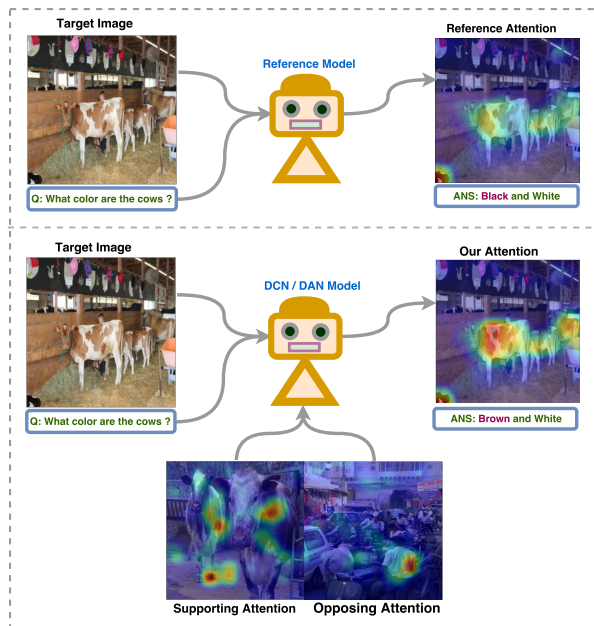 Target Image
Reference Attention
Reference Model
Q: What color are the cows ?
ANS: Black and White
Target Image
Our Attention
DCN / DAN Model
Q: What color are the cows ?
ANS: Brown and White
Supporting Attention
Opposing Attention